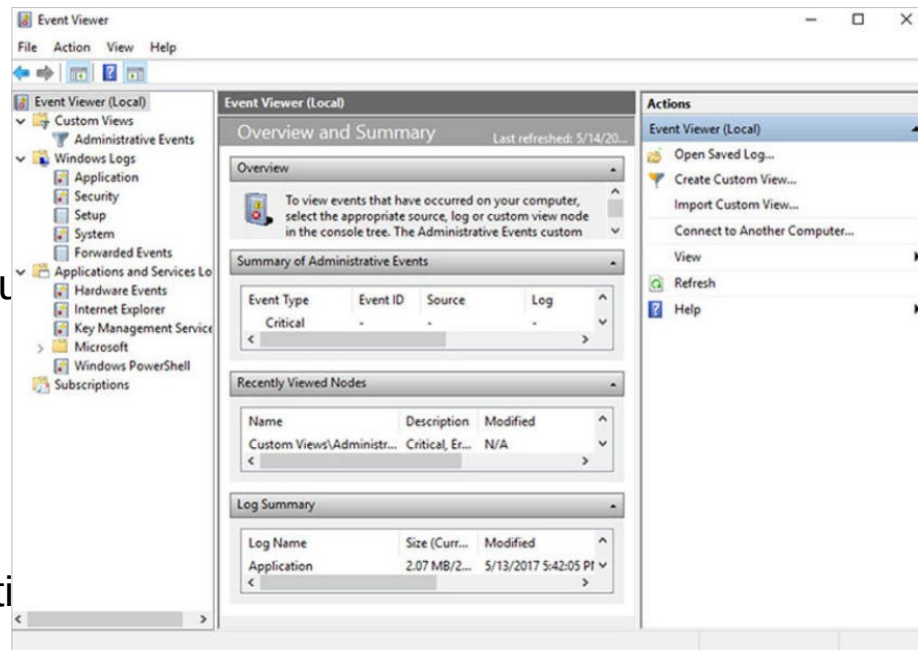 Event Viewer
File Action View Help
Event Viewer (Local)
Custom Views
Administrative Events
Windows Logs
Application
Security
Setup
System
Forwarded Events
Applications and Services Lo
Hardware Events
Internet Explorer
Key Management Service
Microsoft
Windows PowerShell
Subscriptions
Event Viewer (Local)
Overview and Summary Last refreshed: 5/14/20...
Overview
To view events that have occurred on your computer,
select the appropriate source, log or custom view node
in the console tree. The Administrative Events custom
Summary of Administrative Events
Event Type Event ID Source Log
Critical - - -
Recently Viewed Nodes
Name Description Modified
Custom Views\Administr... Critical, Er... N/A
Log Summary
Log Name Size (Curr... Modified
Application 2.07 MB/2... 5/13/2017 5:42:05 P
Actions
Event Viewer (Local)
Open Saved Log...
Create Custom View...
Import Custom View...
Connect to Another Computer...
View
Refresh
Help